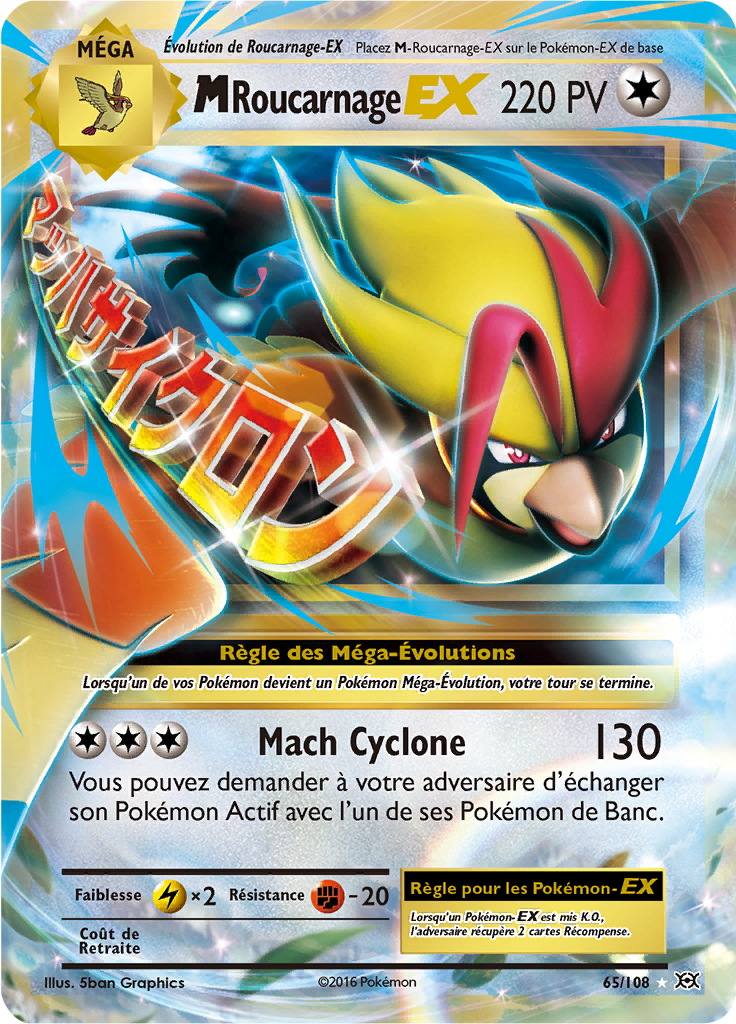 MÉGA
Évolution de Roucarnage-EX Placez M-Roucarnage-EX sur le Pokémon-EX de base
M Roucarnage EX 220 PV
マッハサイクロン
Règle des Méga-Évolutions
Lorsqu'un de vos Pokémon devient un Pokémon Méga-Évolution, votre tour se termine.
Mach Cyclone 130
Vous pouvez demander à votre adversaire d'échanger
son Pokémon Actif avec l'un de ses Pokémon de Banc.
Faiblesse ×2 Résistance -20
Coût de
Retraite
Règle pour les Pokémon-EX
Lorsqu'un Pokémon-EX est mis K.O.,
l'adversaire récupère 2 cartes Récompense.
Illus. 5ban Graphics ©2016 Pokémon 65/108 ★